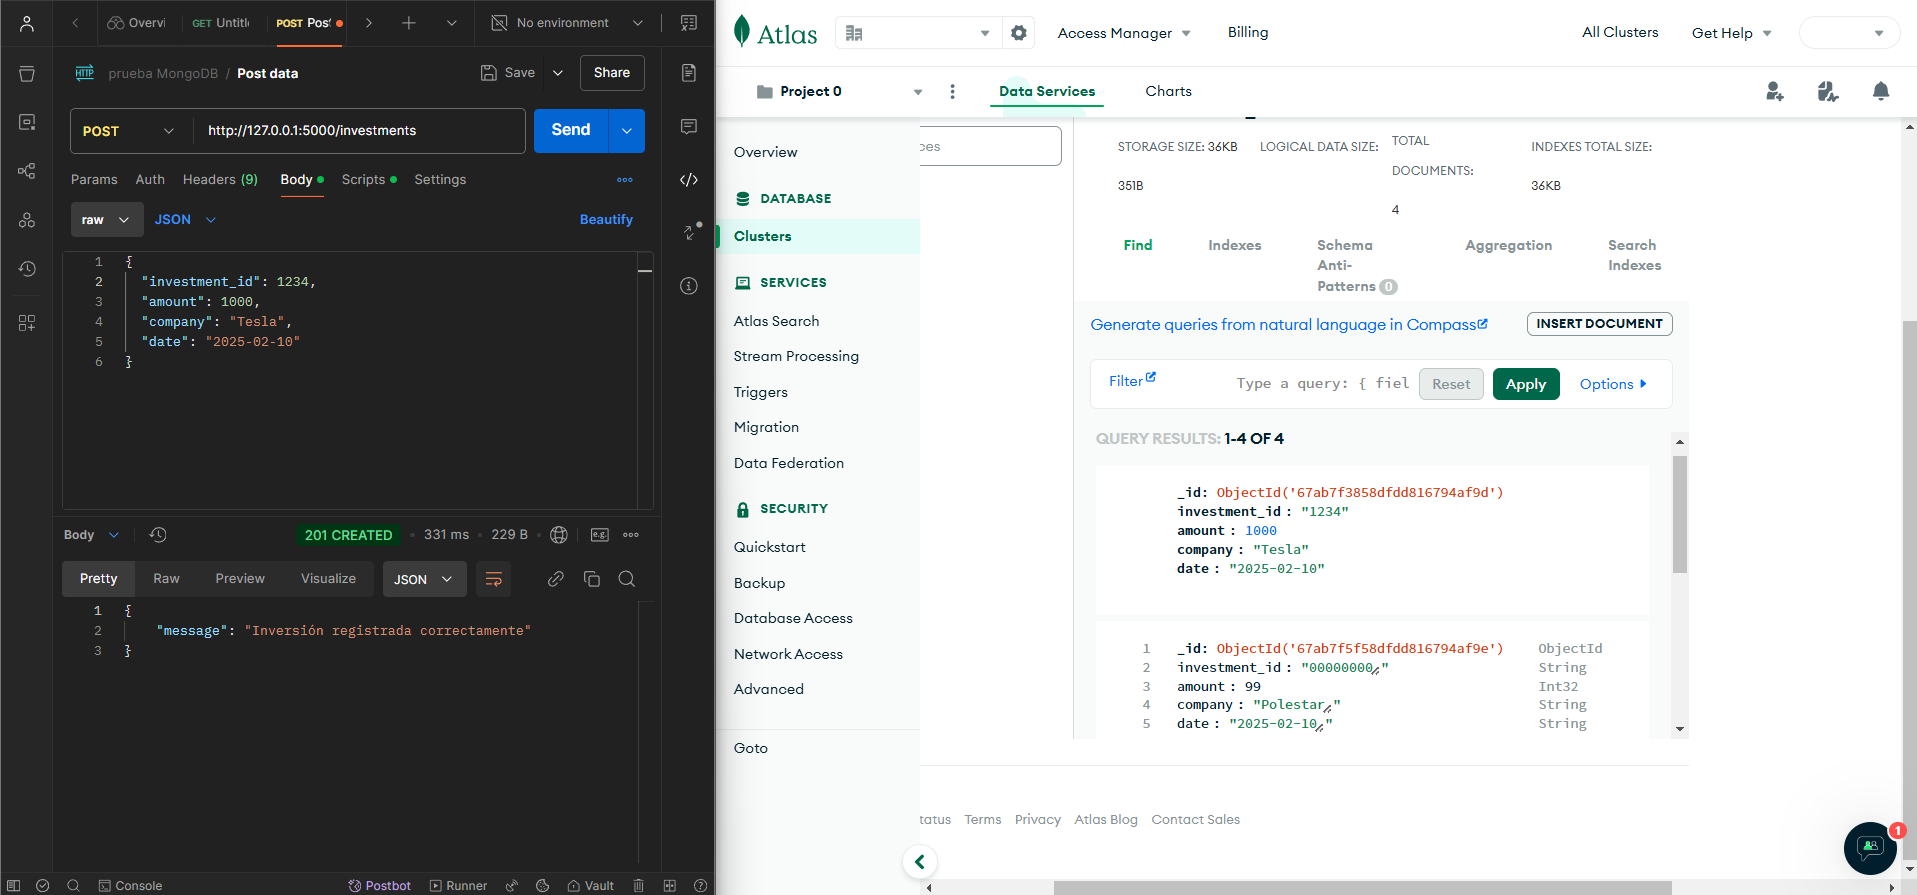 Overvi
GET Untitl
POST Post
No environment
prueba MongoDB / Post data
Save
Share
POST
http://127.0.0.1:5000/investments
Send
Params
Auth
Headers (9)
Body
Scripts
Settings
raw
JSON
Beautify
1 {
2 "investment_id": 1234,
3 "amount": 1000,
4 "company": "Tesla",
5 "date": "2025-02-10"
6 }
Body
201 CREATED
331 ms
229 B
e.g.
Pretty
Raw
Preview
Visualize
JSON
1 {
2 "message": "Inversión registrada correctamente"
3 }
Console
Postbot
Runner
Vault
Atlas
Access Manager
Billing
All Clusters
Get Help
Project 0
Data Services
Charts
Overview
DATABASE
Clusters
SERVICES
Atlas Search
Stream Processing
Triggers
Migration
Data Federation
SECURITY
Quickstart
Backup
Database Access
Network Access
Advanced
Goto
ces
STORAGE SIZE: 36KB
LOGICAL DATA SIZE:
351B
TOTAL
DOCUMENTS:
4
INDEXES TOTAL SIZE:
36KB
Find
Indexes
Schema
Anti-
Patterns 0
Aggregation
Search
Indexes
Generate queries from natural language in Compass
INSERT DOCUMENT
Filter
Type a query: { fiel
Reset
Apply
Options
QUERY RESULTS: 1-4 OF 4
_id: ObjectId('67ab7f3858dfdd816794af9d')
investment_id : "1234"
amount : 1000
company : "Tesla"
date : "2025-02-10"
1 _id: ObjectId('67ab7f5f58dfdd816794af9e') ObjectId
2 investment_id : "00000000" String
3 amount : 99 Int32
4 company : "Polestar" String
5 date : "2025-02-10" String
tatus
Terms
Privacy
Atlas Blog
Contact Sales
1